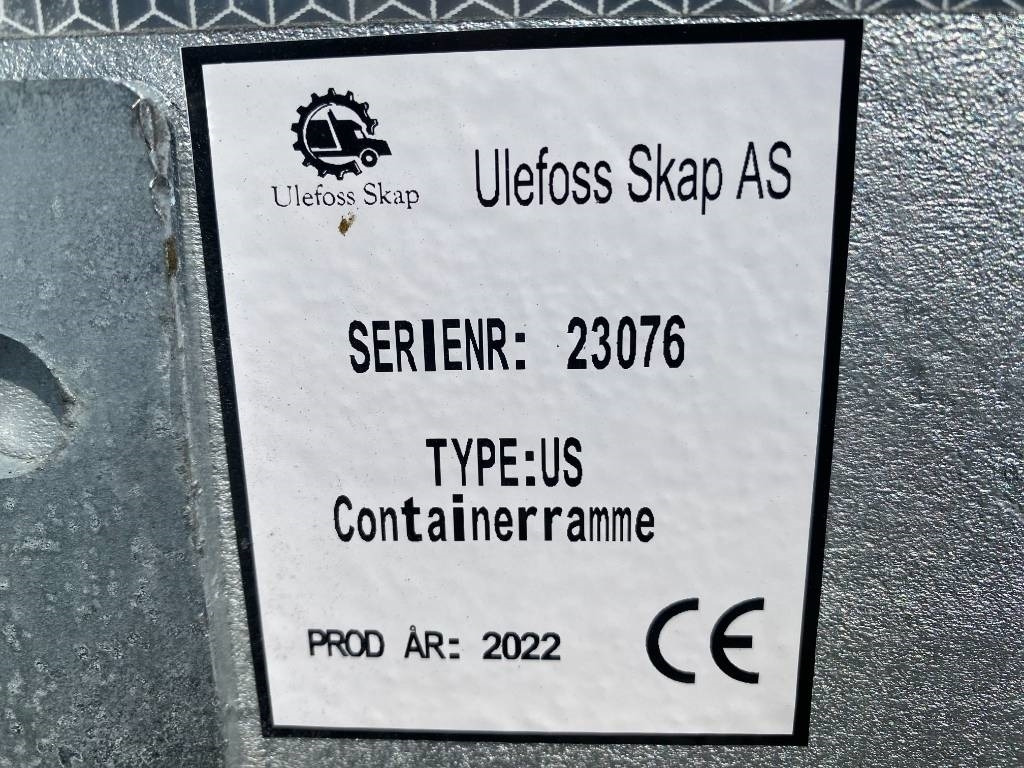 Ulefoss Skap
Ulefoss Skap AS
SERIENR: 23076
TYPE:US
Containerramme
PROD ÅR: 2022
CE